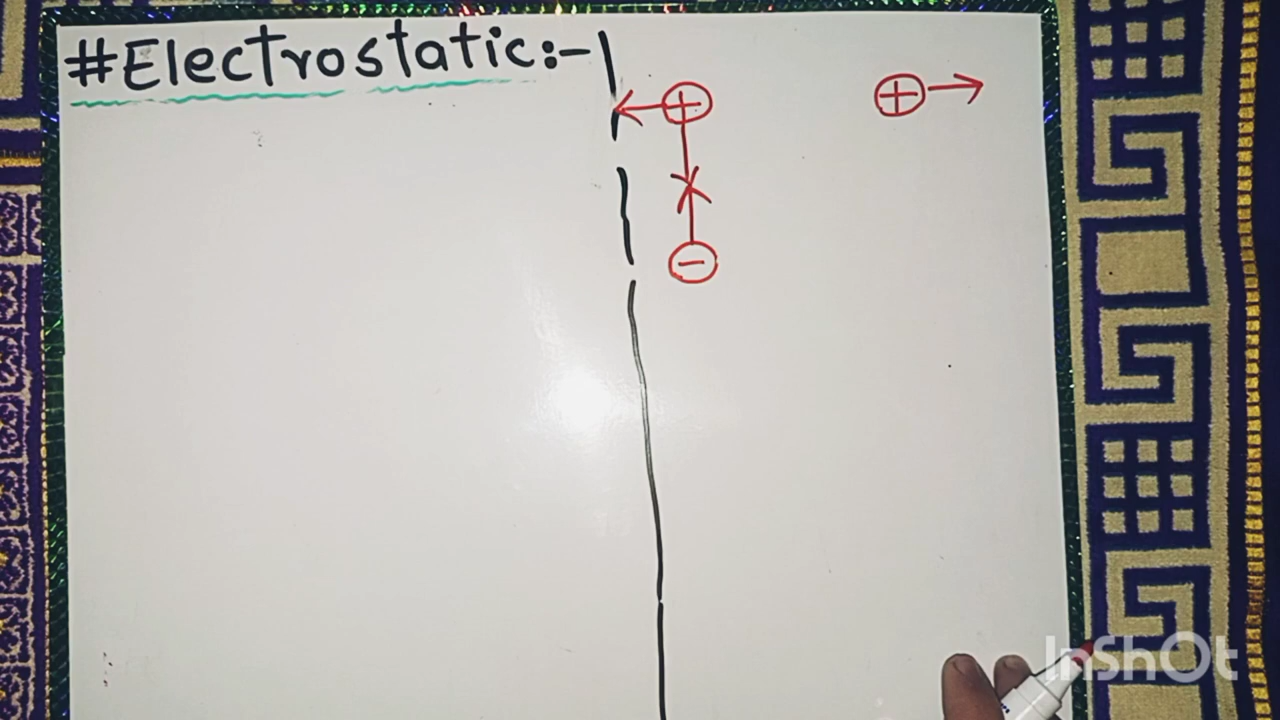 #Electrostatic:-
+ +
-
InShOt